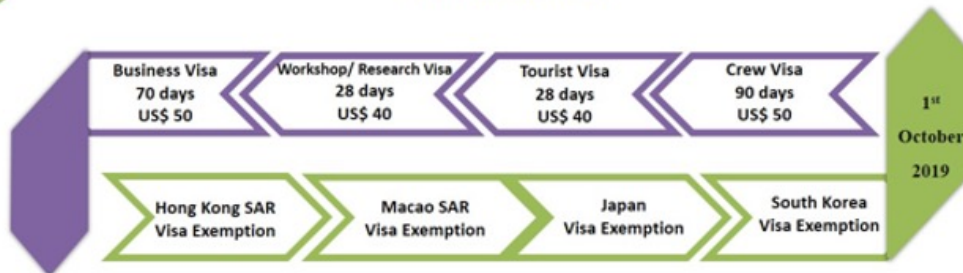 Business Visa
70 days
US$ 50
Workshop/ Research Visa
28 days
US$ 40
Tourist Visa
28 days
US$ 40
Crew Visa
90 days
US$ 50
1st
October
2019
Hong Kong SAR
Visa Exemption
Macao SAR
Visa Exemption
Japan
Visa Exemption
South Korea
Visa Exemption